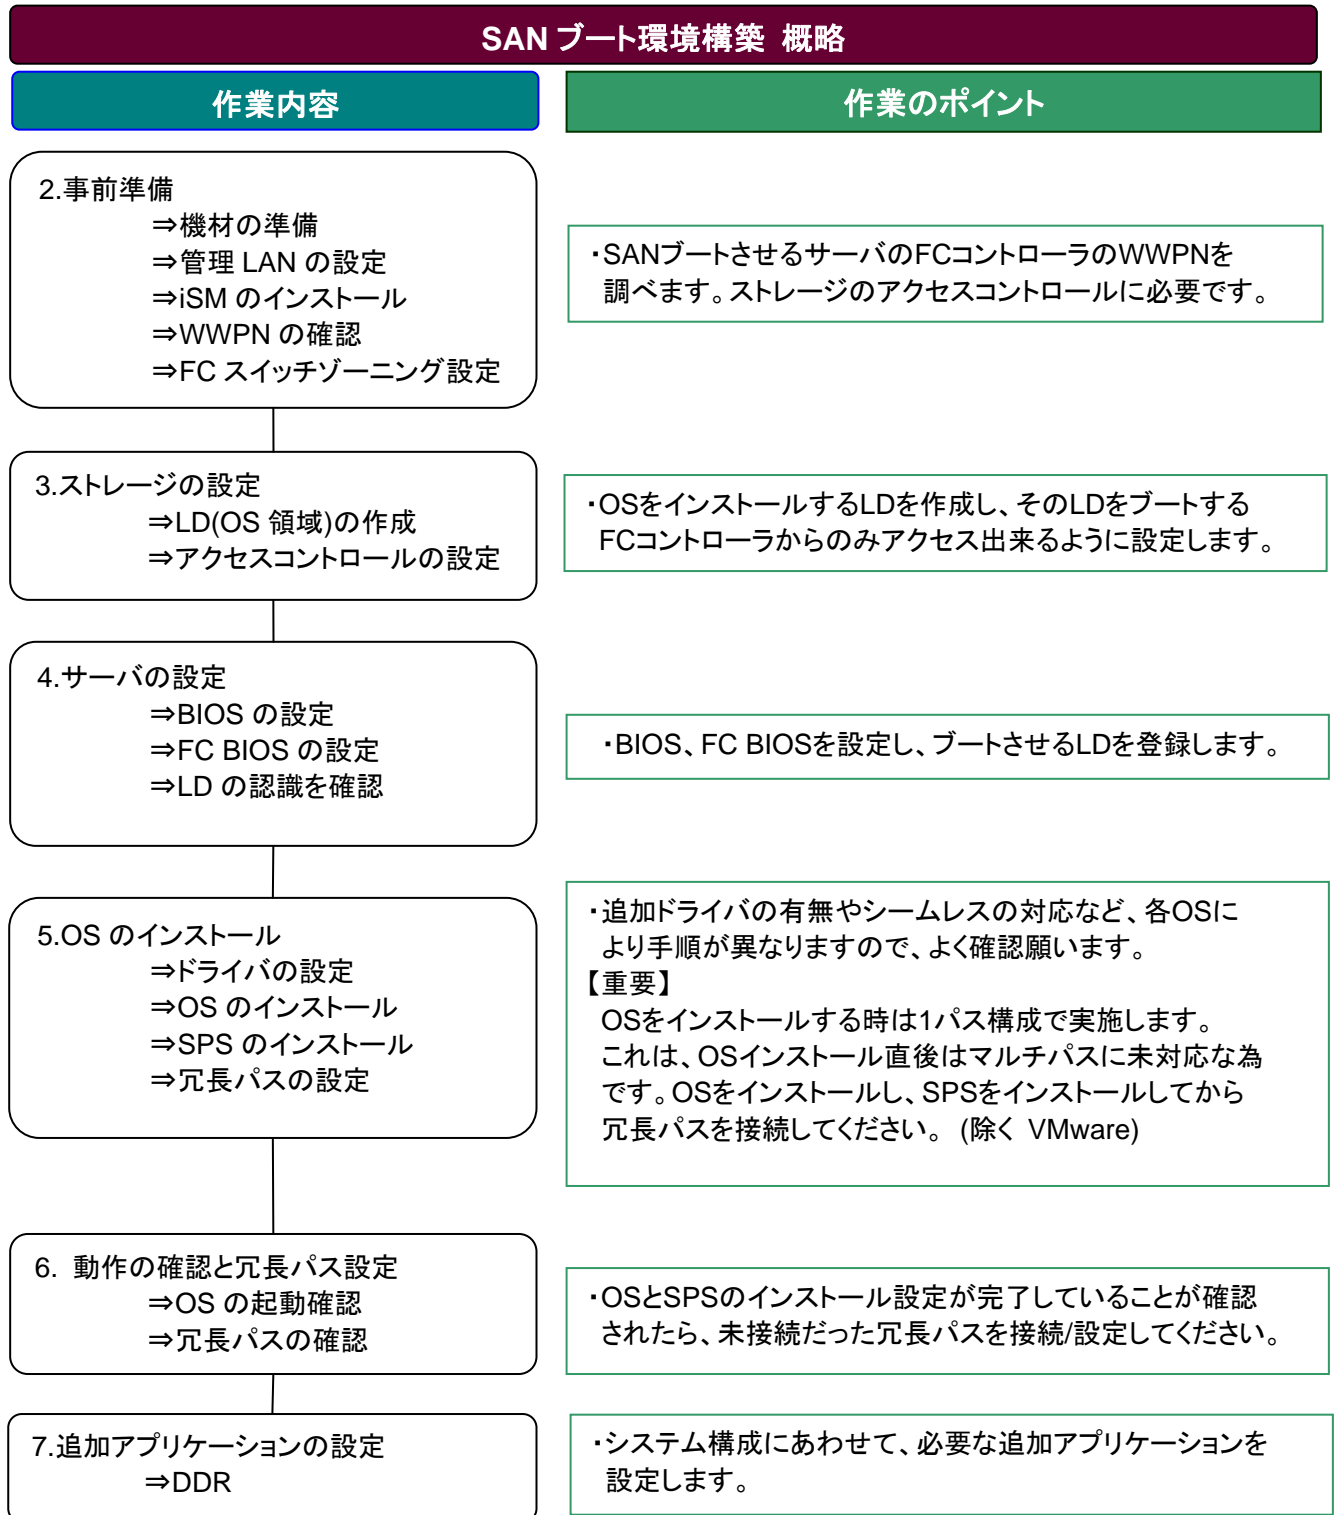 SAN ブート環境構築 概略
作業内容
作業のポイント
2.事前準備
⇒機材の準備
⇒管理 LAN の設定
⇒iSM のインストール
⇒WWPN の確認
⇒FC スイッチゾーニング設定
・SANブートさせるサーバのFCコントローラのWWPNを
調べます。ストレージのアクセスコントロールに必要です。
3.ストレージの設定
⇒LD(OS 領域)の作成
⇒アクセスコントロールの設定
・OSをインストールするLDを作成し、そのLDをブートする
FCコントローラからのみアクセス出来るように設定します。
4.サーバの設定
⇒BIOS の設定
⇒FC BIOS の設定
⇒LD の認識を確認
・BIOS、FC BIOSを設定し、ブートさせるLDを登録します。
5.OS のインストール
⇒ドライバの設定
⇒OS のインストール
⇒SPS のインストール
⇒冗長パスの設定
・追加ドライバの有無やシームレスの対応など、各OSに
より手順が異なりますので、よく確認願います。
【重要】
OSをインストールする時は1パス構成で実施します。
これは、OSインストール直後はマルチパスに未対応な為
です。OSをインストールし、SPSをインストールしてから
冗長パスを接続してください。 (除く VMware)
6. 動作の確認と冗長パス設定
⇒OS の起動確認
⇒冗長パスの確認
・OSとSPSのインストール設定が完了していることが確認
されたら、未接続だった冗長パスを接続/設定してください。
7.追加アプリケーションの設定
⇒DDR
・システム構成にあわせて、必要な追加アプリケーションを
設定します。